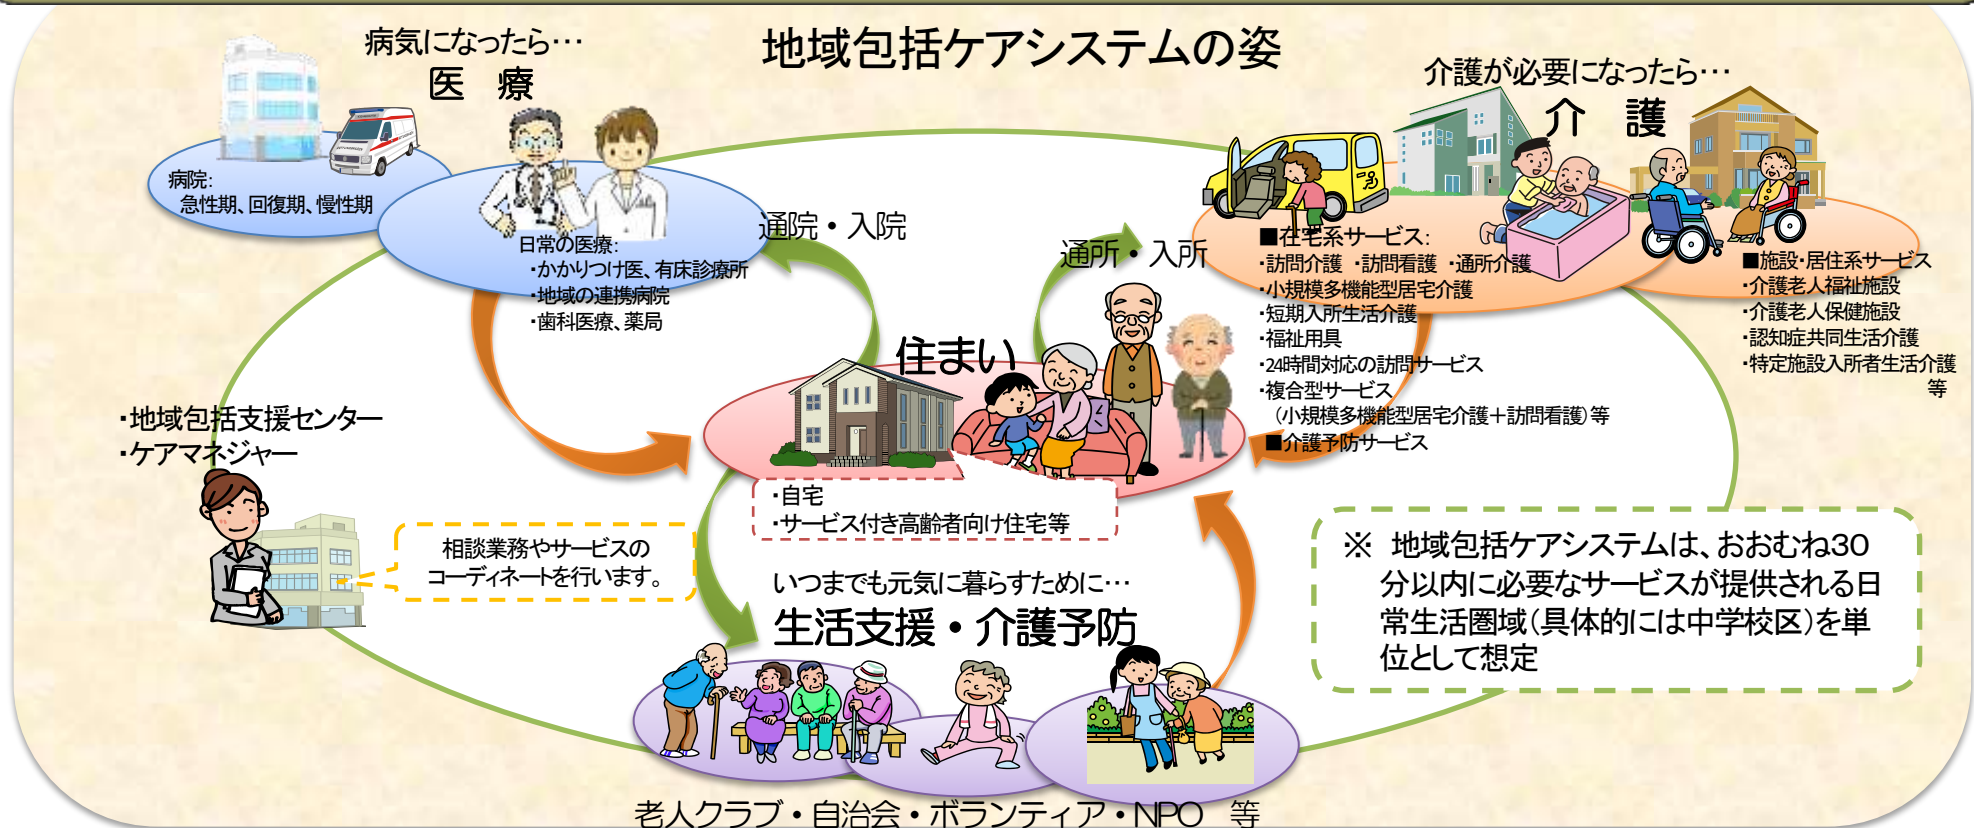 地域包括ケアシステムの姿
病気になったら…
医　療
病院：
急性期、回復期、慢性期
日常の医療：
・かかりつけ医、有床診療所
・地域の連携病院
・歯科医療、薬局
通院・入院
通所・入所
介護が必要になったら…
介　護
■在宅系サービス：
・訪問介護　・訪問看護　・通所介護
・小規模多機能型居宅介護
・短期入所生活介護
・福祉用具
・24時間対応の訪問サービス
・複合型サービス
（小規模多機能型居宅介護＋訪問看護）等
■介護予防サービス
■施設・居住系サービス
・介護老人福祉施設
・介護老人保健施設
・認知症共同生活介護
・特定施設入所者生活介護
等
住まい
・自宅
・サービス付き高齢者向け住宅等
・地域包括支援センター
・ケアマネジャー
相談業務やサービスの
コーディネートを行います。
いつまでも元気に暮らすために…
生活支援・介護予防
老人クラブ・自治会・ボランティア・NPO　等
※　地域包括ケアシステムは、おおむね30
分以内に必要なサービスが提供される日
常生活圏域（具体的には中学校区）を単
位として想定